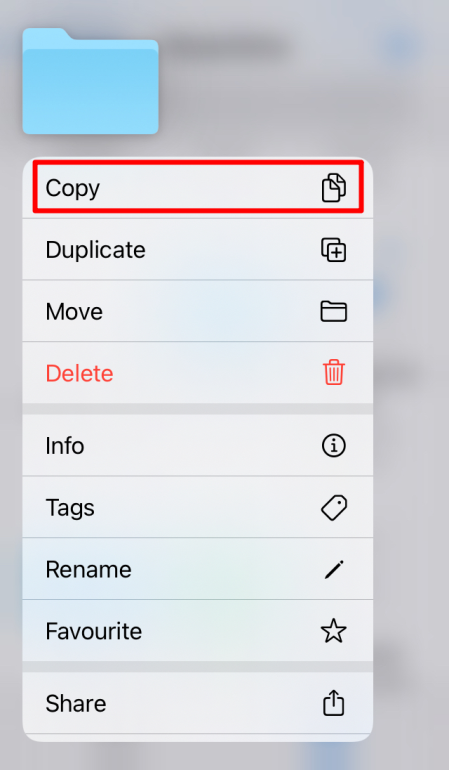 Copy
Duplicate
Move
Delete
Info
Tags
Rename
Favourite
Share